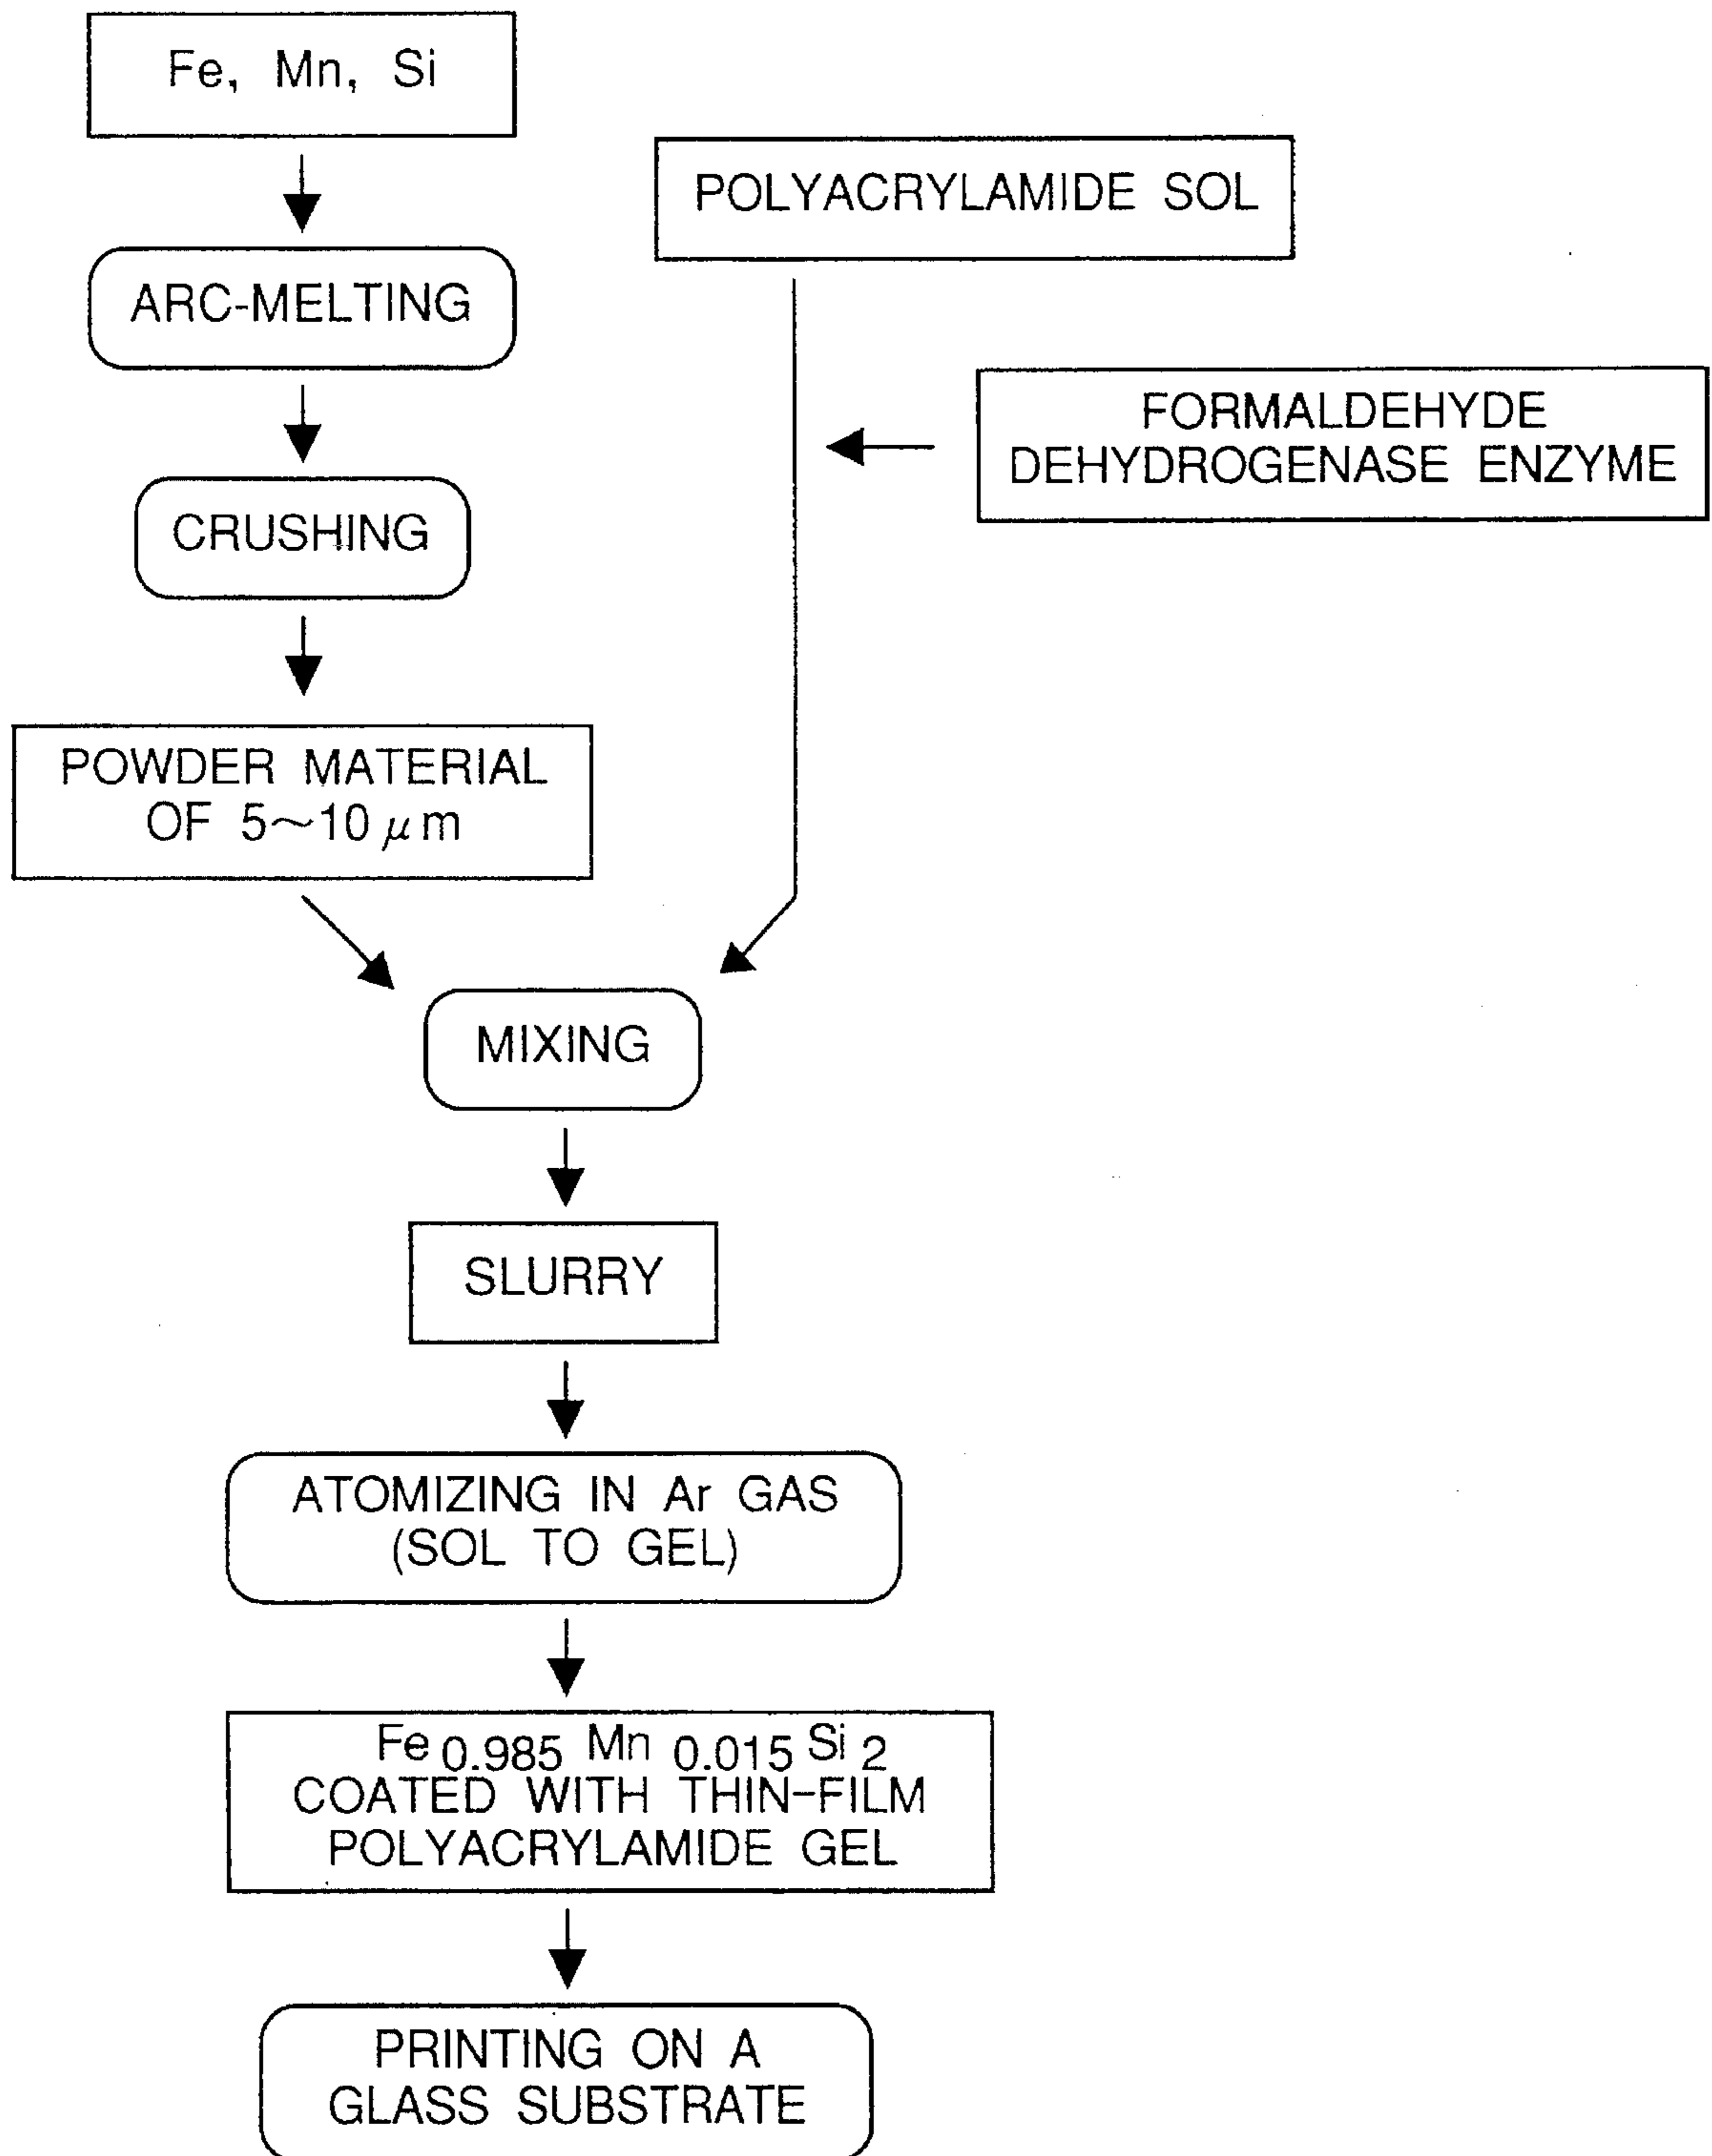 Fe, Mn, Si
POLYACRYLAMIDE SOL
ARC-MELTING
FORMALDEHYDE
DEHYDROGENASE ENZYME
CRUSHING
POWDER MATERIAL
OF 5~10 μm
MIXING
SLURRY
ATOMIZING IN Ar GAS
(SOL TO GEL)
Fe 0.985 Mn 0.015 Si 2
COATED WITH THIN-FILM
POLYACRYLAMIDE GEL
PRINTING ON A
GLASS SUBSTRATE